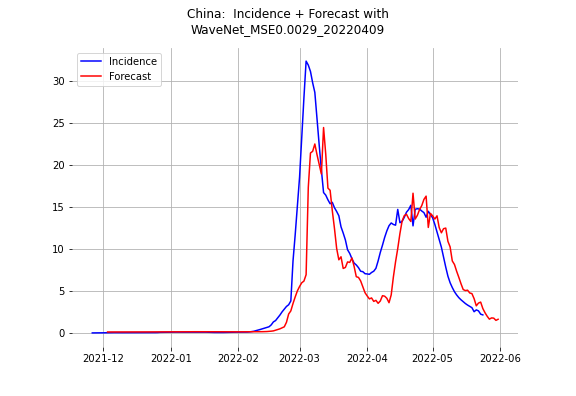 China:  Incidence + Forecast with
WaveNet_MSE0.0029_20220409
Incidence
Forecast
30
25
20
15
10
5
0
2021-12 2022-01 2022-02 2022-03 2022-04 2022-05 2022-06